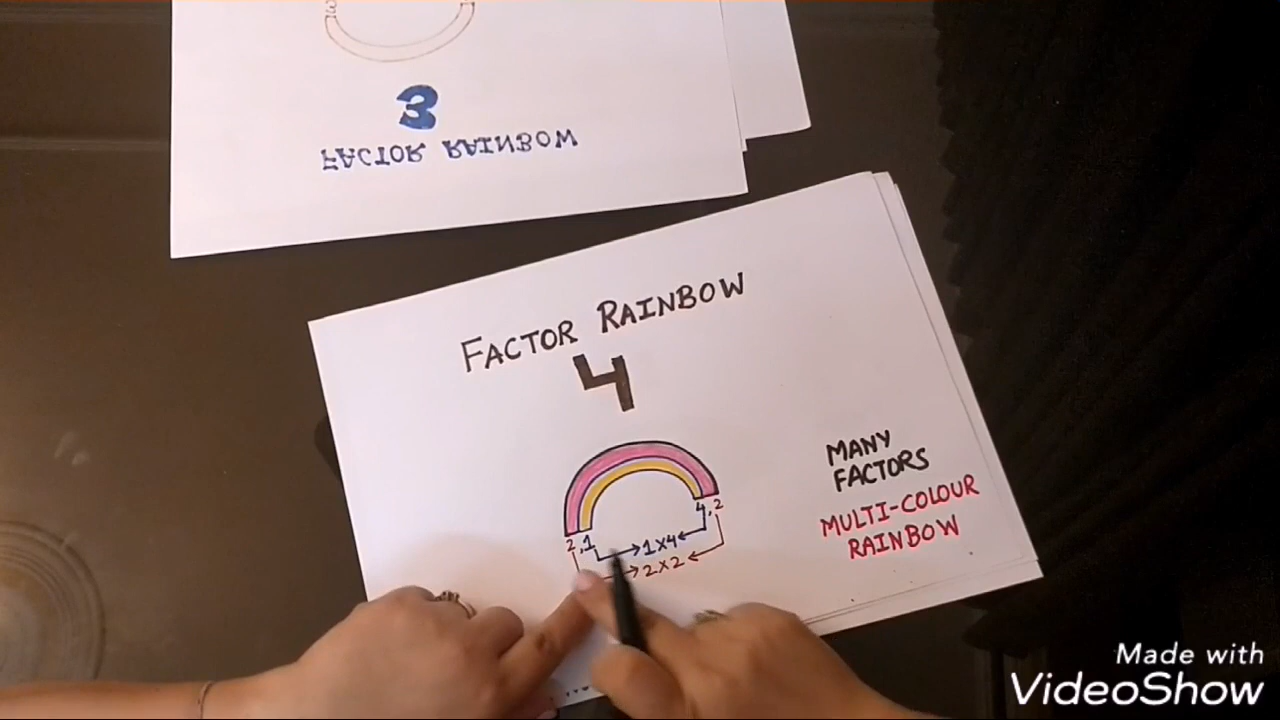 3
FACTOR RAINBOW
FACTOR RAINBOW
4
MANY
FACTORS
MULTI-COLOUR
RAINBOW
2,1
4,2
1x4
2x2
Made with
VideoShow